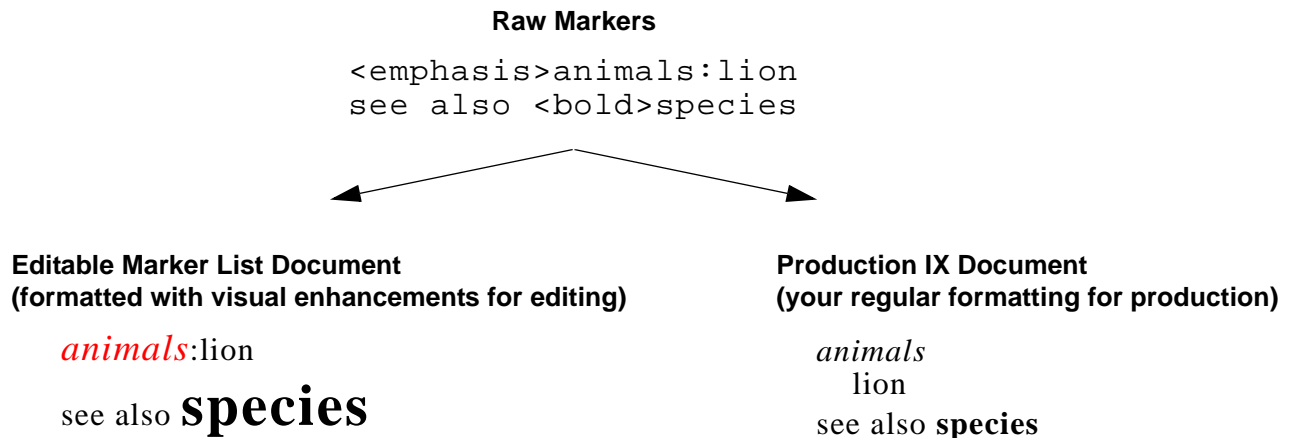 Raw Markers
<emphasis>animals:lion
see also <bold>species
Editable Marker List Document
(formatted with visual enhancements for editing)
animals:lion
see also species
Production IX Document
(your regular formatting for production)
animals
lion
see also species